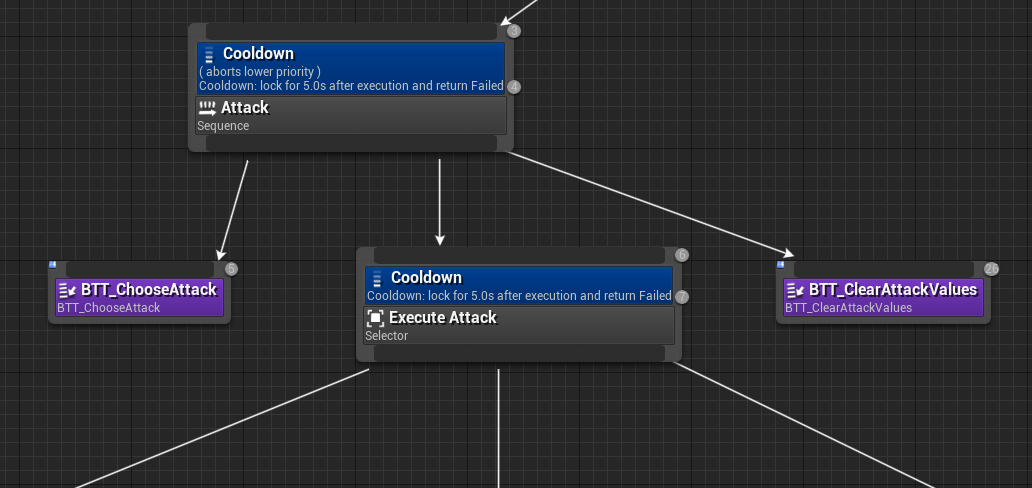 3
Cooldown
( aborts lower priority )
Cooldown: lock for 5.0s after execution and return Failed
4
Attack
Sequence
5
BTT_ChooseAttack
BTT_ChooseAttack
6
Cooldown
Cooldown: lock for 5.0s after execution and return Failed
7
Execute Attack
Selector
26
BTT_ClearAttackValues
BTT_ClearAttackValues